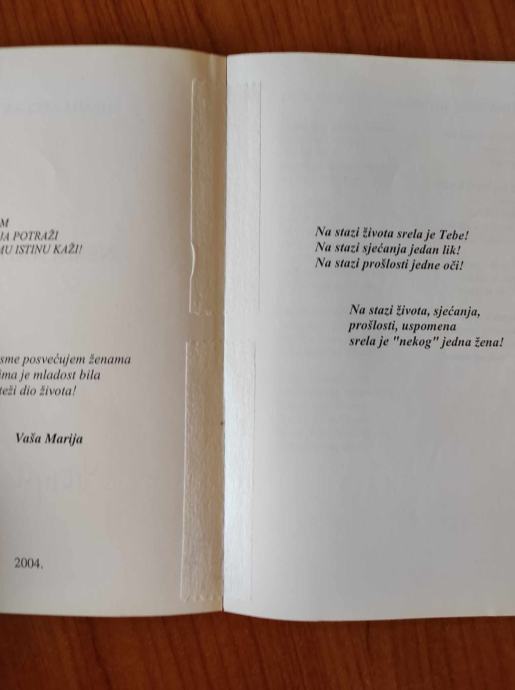 M
JA POTRAŽI
MU ISTINU KAŽI!
sme posvećujem ženama
ima je mladost bila
teži dio života!
Vaša Marija
2004.
Na stazi života srela je Tebe!
Na stazi sjećanja jedan lik!
Na stazi prošlosti jedne oči!
Na stazi života, sjećanja,
prošlosti, uspomena
srela je "nekog" jedna žena!